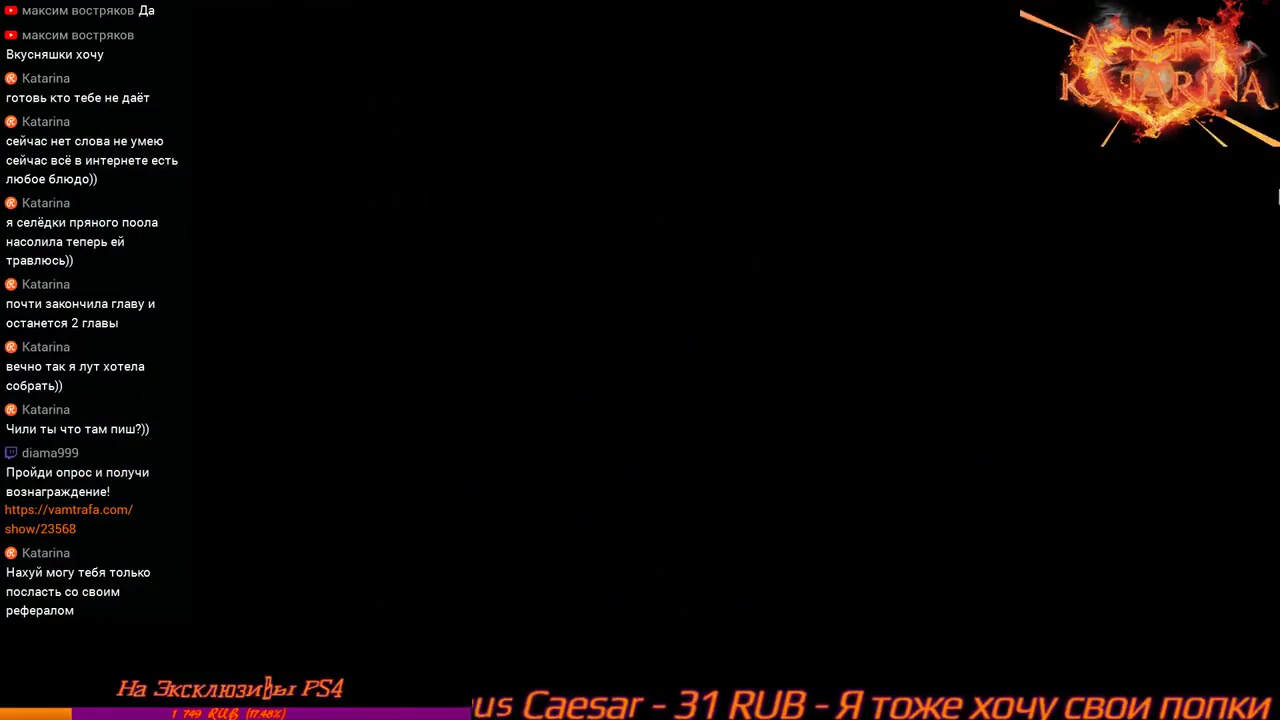 максим востряков Да
максим востряков
Вкусняшки хочу
Katarina
готовь кто тебе не даёт
Katarina
сейчас нет слова не умею
сейчас всё в интернете есть
любое блюдо))
Katarina
я селёдки пряного поола
насолила теперь ей
травлюсь))
Katarina
почти закончила главу и
останется 2 главы
Katarina
вечно так я лут хотела
собрать))
Katarina
Чили ты что там пиш?))
diama999
Пройди опрос и получи
вознаграждение!
https://vamtrafa.com/
show/23568
Katarina
Нахуй могу тебя только
послать со своим
рефералом
ASTI
KATARINA
На Эксклюзивы PS4
1 749 RUB (17.48%)
us Caesar - 31 RUB - Я тоже хочу свои попки